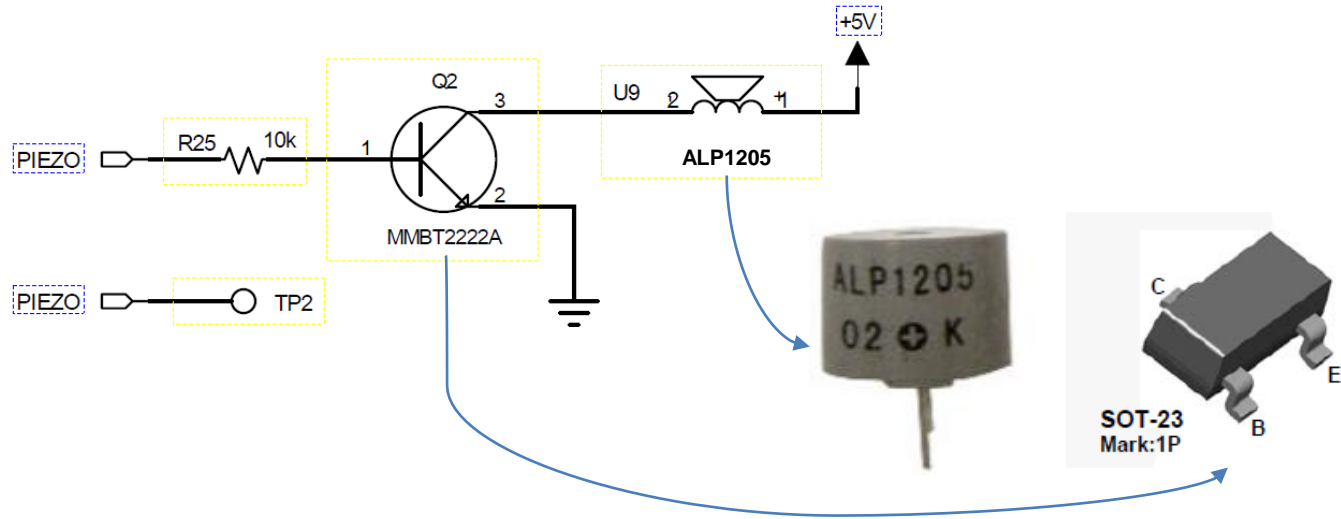 +5V
Q2
3
U9
2
+1
R25
10k
1
PIEZO
ALP1205
2
MMBT2222A
PIEZO
TP2
ALP1205
02 K
C
E
B
SOT-23
Mark:1P